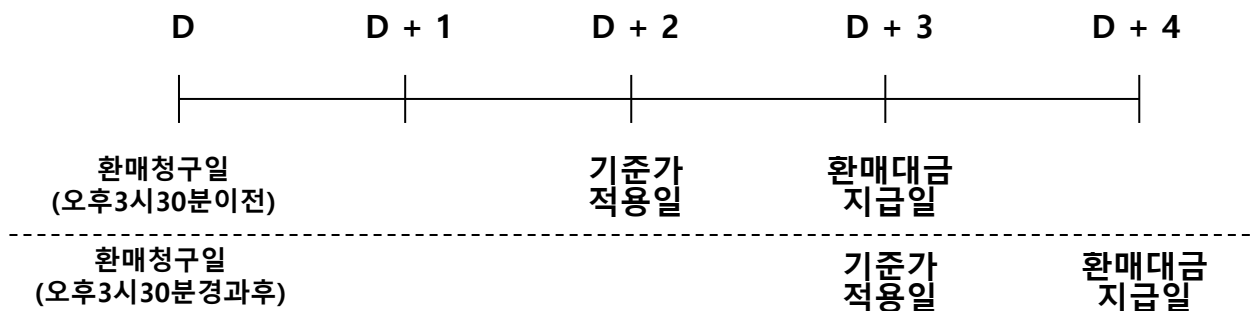 D D + 1 D + 2 D + 3 D + 4
환매청구일
(오후3시30분이전)
기준가
적용일
환매대금
지급일
환매청구일
(오후3시30분경과후)
기준가
적용일
환매대금
지급일